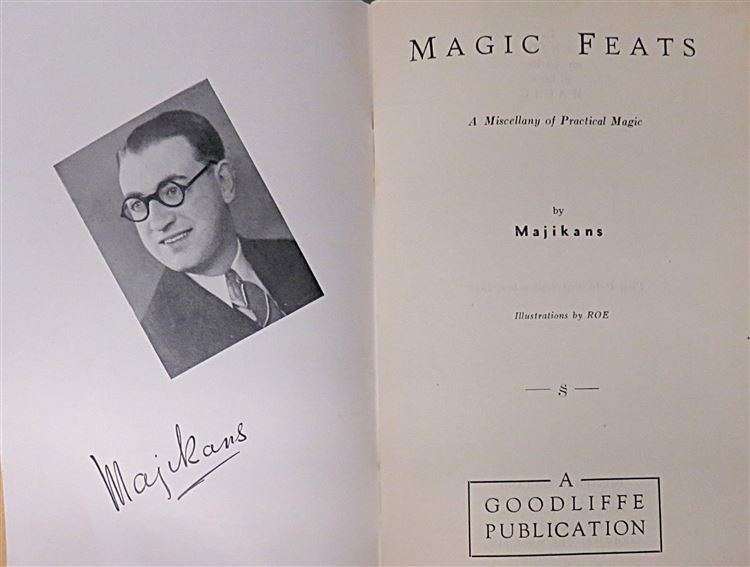 Majikans
MAGIC FEATS
A Miscellany of Practical Magic
by
Majikans
Illustrations by ROE
§
A
GOODLIFFE
PUBLICATION